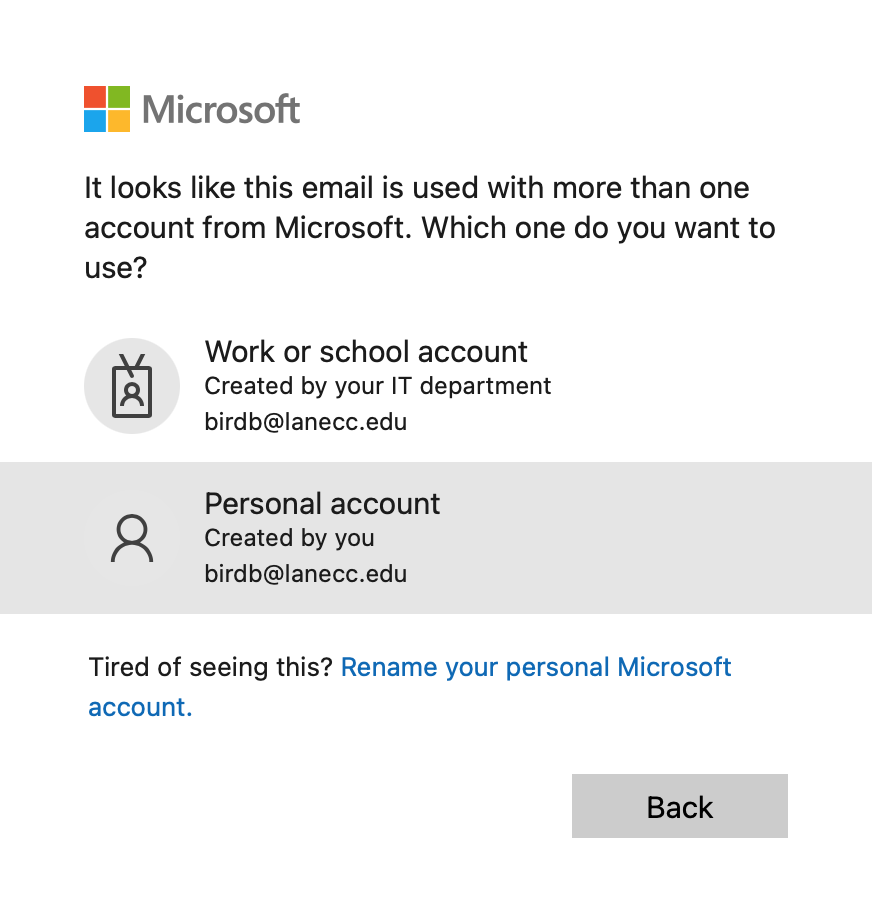 Microsoft
It looks like this email is used with more than one
account from Microsoft. Which one do you want to
use?
Work or school account
Created by your IT department
birdb@lanecc.edu
Personal account
Created by you
birdb@lanecc.edu
Tired of seeing this? Rename your personal Microsoft
account.
Back